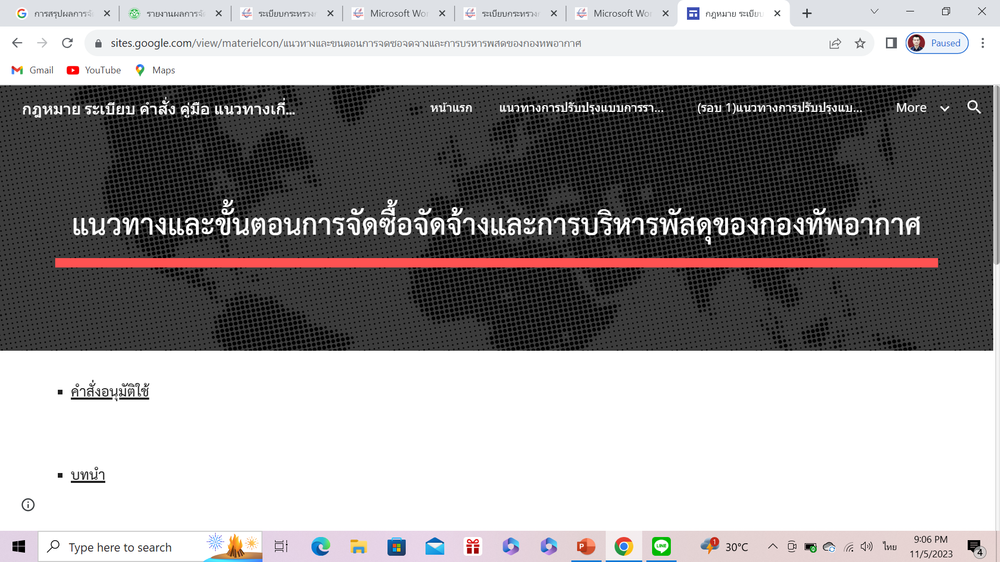 การสรุปผลการจั
รายงานผลการจั
ระเบียบกระทรวงก
Microsoft Wor
ระเบียบกระทรวงก
Microsoft Wor
กฎหมาย ระเบียบ
sites.google.com/view/materielcon/แนวทางและขนตอนการจดซอจดจางและการบรหารพสดของกองทพอากาศ
Paused
Gmail
YouTube
Maps
กฎหมาย ระเบียบ คำสั่ง คู่มือ แนวทางเกี่...
หน้าแรก
แนวทางการปรับปรุงแบบการรา...
(รอบ 1)แนวทางการปรับปรุงแบ...
More
แนวทางและขั้นตอนการจัดซื้อจัดจ้างและการบริหารพัสดุของกองทัพอากาศ
คำสั่งอนุมัติใช้
บทนำ
Type here to search
LINE
1
30°C
ไทย
9:06 PM
11/5/2023
4